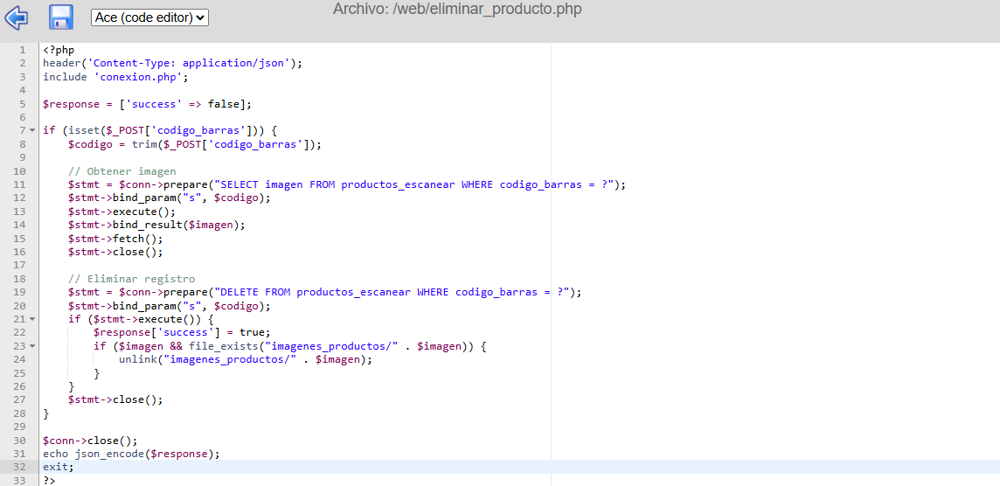 Archivo: /web/eliminar_producto.php
Ace (code editor)
1 <?php
2 header('Content-Type: application/json');
3 include 'conexion.php';
4
5 $response = ['success' => false];
6
7 if (isset($_POST['codigo_barras'])) {
8     $codigo = trim($_POST['codigo_barras']);
9
10     // Obtener imagen
11     $stmt = $conn->prepare("SELECT imagen FROM productos_escanear WHERE codigo_barras = ?");
12     $stmt->bind_param("s", $codigo);
13     $stmt->execute();
14     $stmt->bind_result($imagen);
15     $stmt->fetch();
16     $stmt->close();
17
18     // Eliminar registro
19     $stmt = $conn->prepare("DELETE FROM productos_escanear WHERE codigo_barras = ?");
20     $stmt->bind_param("s", $codigo);
21     if ($stmt->execute()) {
22         $response['success'] = true;
23         if ($imagen && file_exists("imagenes_productos/" . $imagen)) {
24             unlink("imagenes_productos/" . $imagen);
25         }
26     }
27     $stmt->close();
28 }
29
30 $conn->close();
31 echo json_encode($response);
32 exit;
33 ?>